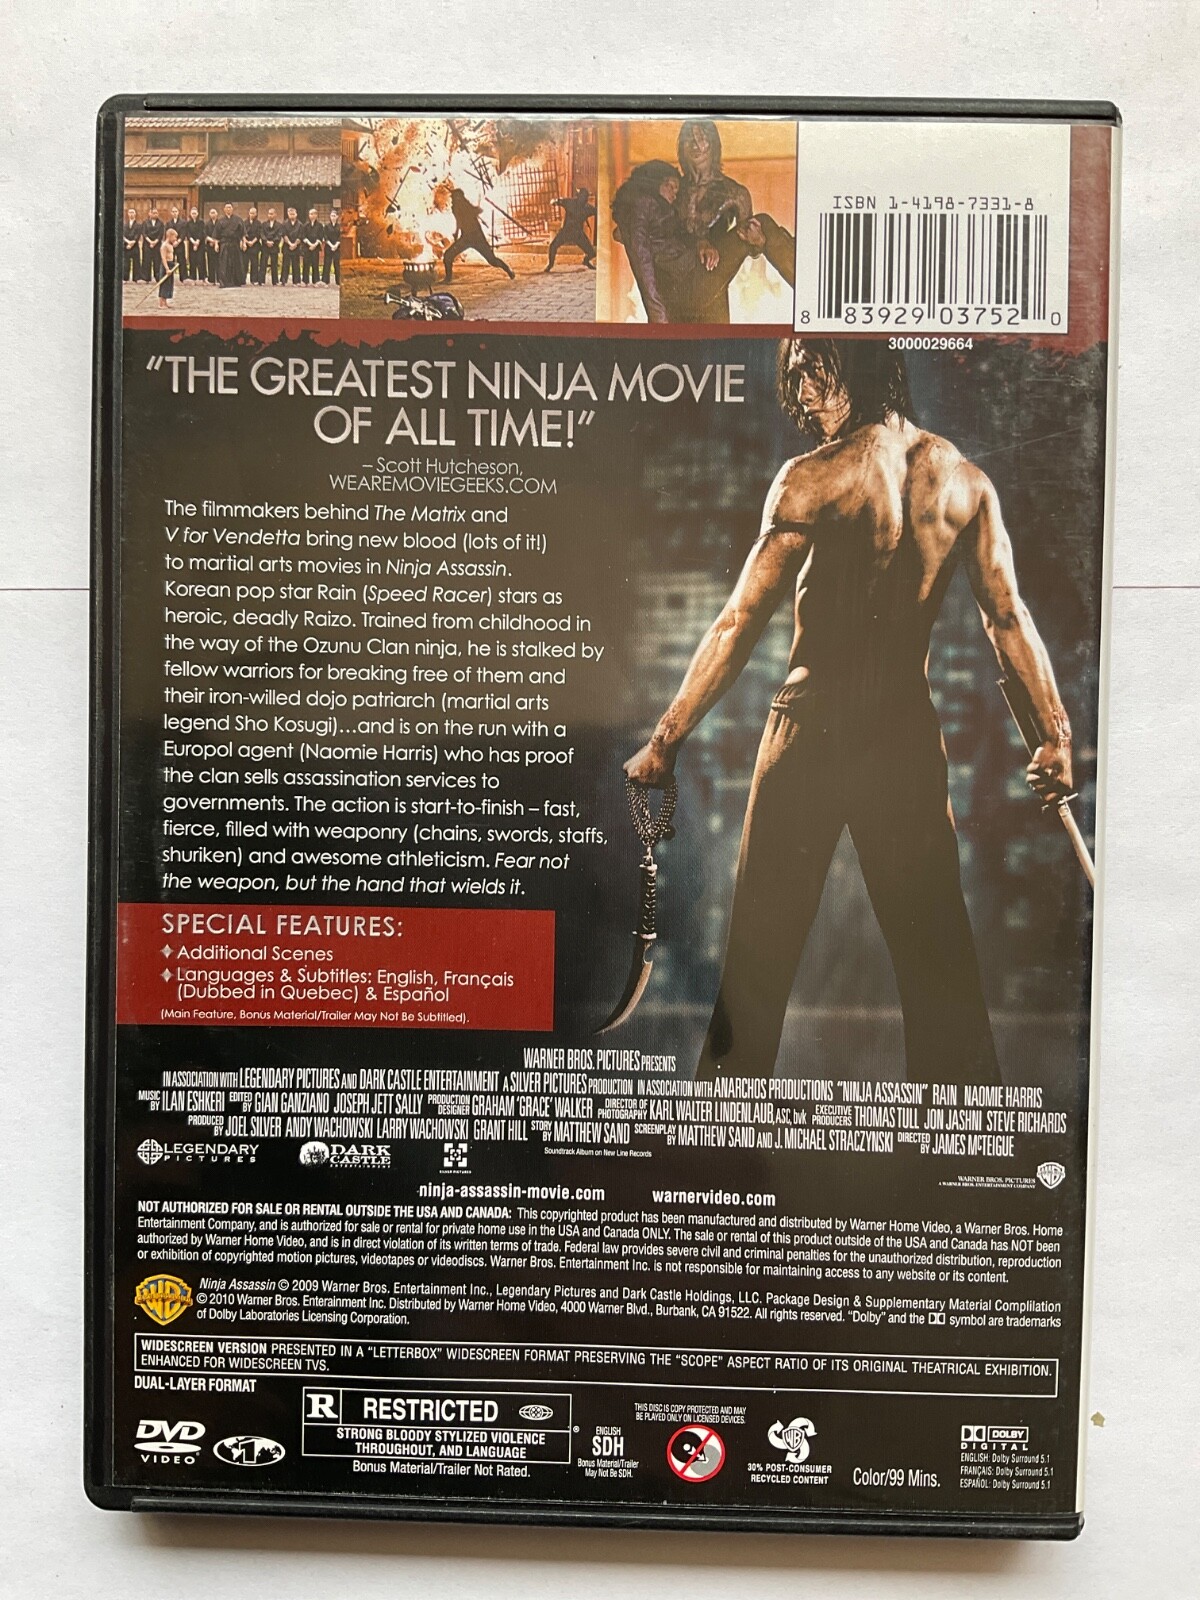 ISBN 1-4198-7331-8
8 83929 03752 0
3000029664
“THE GREATEST NINJA MOVIE
OF ALL TIME!”
– Scott Hutcheson,
WEAREMOVIEGEEKS.COM
The filmmakers behind The Matrix and
V for Vendetta bring new blood (lots of it!)
to martial arts movies in Ninja Assassin.
Korean pop star Rain (Speed Racer) stars as
heroic, deadly Raizo. Trained from childhood in
the way of the Ozunu Clan ninja, he is stalked by
fellow warriors for breaking free of them and
their iron-willed dojo patriarch (martial arts
legend Sho Kosugi)...and is on the run with a
Europol agent (Naomie Harris) who has proof
the clan sells assassination services to
governments. The action is start-to-finish – fast,
fierce, filled with weaponry (chains, swords, staffs,
shuriken) and awesome athleticism. Fear not
the weapon, but the hand that wields it.
SPECIAL FEATURES:
Additional Scenes
Languages & Subtitles: English, Français
(Dubbed in Quebec) & Español
(Main Feature, Bonus Material/Trailer May Not Be Subtitled).
WARNER BROS. PICTURES PRESENTS
IN ASSOCIATION WITH LEGENDARY PICTURES AND DARK CASTLE ENTERTAINMENT A SILVER PICTURES PRODUCTION IN ASSOCIATION WITH ANARCHOS PRODUCTIONS “NINJA ASSASSIN” RAIN NAOMIE HARRIS
MUSIC BY ILAN ESHKERI EDITED BY GIAN GANZIANO JOSEPH JETT SALLY PRODUCTION DESIGNER GRAHAM ‘GRACE’ WALKER DIRECTOR OF PHOTOGRAPHY KARL WALTER LINDENLAUB, ASC, bvk EXECUTIVE PRODUCERS THOMAS TULL JON JASHNI STEVE RICHARDS
PRODUCED BY JOEL SILVER ANDY WACHOWSKI LARRY WACHOWSKI GRANT HILL STORY BY MATTHEW SAND SCREENPLAY BY MATTHEW SAND AND J. MICHAEL STRACZYNSKI DIRECTED BY JAMES McTEIGUE
LEGENDARY PICTURES
DARK CASTLE ENTERTAINMENT
SILVER PICTURES
Soundtrack Album on New Line Records
WARNER BROS. PICTURES
A WARNER BROS. ENTERTAINMENT COMPANY
ninja-assassin-movie.com warnervideo.com
NOT AUTHORIZED FOR SALE OR RENTAL OUTSIDE THE USA AND CANADA: This copyrighted product has been manufactured and distributed by Warner Home Video, a Warner Bros. Home
Entertainment Company, and is authorized for sale or rental for private home use in the USA and Canada ONLY. The sale or rental of this product outside of the USA and Canada has NOT been
authorized by Warner Home Video, and is in direct violation of its written terms of trade. Federal law provides severe civil and criminal penalties for the unauthorized distribution, reproduction
or exhibition of copyrighted motion pictures, videotapes or videodiscs. Warner Bros. Entertainment Inc. is not responsible for maintaining access to any website or its content.
Ninja Assassin © 2009 Warner Bros. Entertainment Inc., Legendary Pictures and Dark Castle Holdings, LLC. Package Design & Supplementary Material Complilation
© 2010 Warner Bros. Enterainment Inc. Distributed by Warner Home Video, 4000 Warner Blvd., Burbank, CA 91522. All rights reserved. “Dolby” and the DD symbol are trademarks
of Dolby Laboratories Licensing Corporation.
WIDESCREEN VERSION PRESENTED IN A “LETTERBOX” WIDESCREEN FORMAT PRESERVING THE “SCOPE” ASPECT RATIO OF ITS ORIGINAL THEATRICAL EXHIBITION.
ENHANCED FOR WIDESCREEN TVS.
DUAL-LAYER FORMAT
DVD
VIDEO
1
R RESTRICTED ®
STRONG BLOODY STYLIZED VIOLENCE
THROUGHOUT, AND LANGUAGE
Bonus Material/Trailer Not Rated.
ENGLISH
SDH
Bonus Material/Trailer
May Not Be SDH.
THIS DISC IS COPY PROTECTED AND MAY
BE PLAYED ONLY ON LICENSED DEVICES.
30% POST-CONSUMER
RECYCLED CONTENT
Color/99 Mins.
DOLBY
DIGITAL
ENGLISH: Dolby Surround 5.1
FRANÇAIS: Dolby Surround 5.1
ESPAÑOL: Dolby Surround 5.1